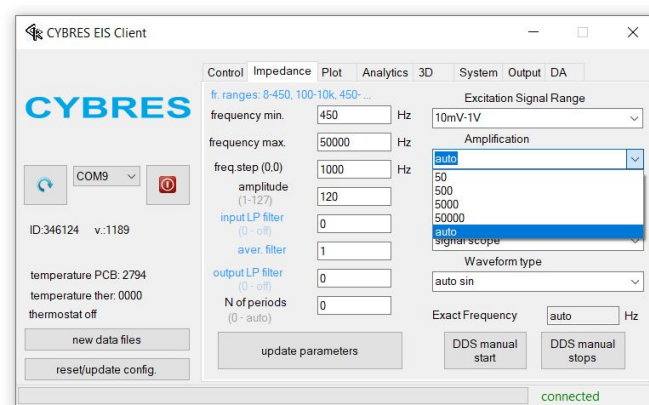 CYBRES EIS Client
CYBRES
COM9
ID:346124 v.:1189
temperature PCB: 2794
temperature ther: 0000
thermostat off
new data files
reset/update config.
Control Impedance Plot Analytics 3D System Output DA
fr. ranges: 8-450, 100-10k, 450- ...
frequency min. 450 Hz
frequency max. 50000 Hz
freq.step (0,0) 1000 Hz
amplitude
(1-127) 120
input LP filter
(0 - off) 0
aver. filter 1
output LP filter
(0 - off) 0
N of periods
(0 - auto) 0
update parameters
Excitation Signal Range
10mV-1V
Amplification
auto
50
500
5000
50000
auto
signal scope
Waveform type
auto sin
Exact Frequency auto Hz
DDS manual
start
DDS manual
stops
connected